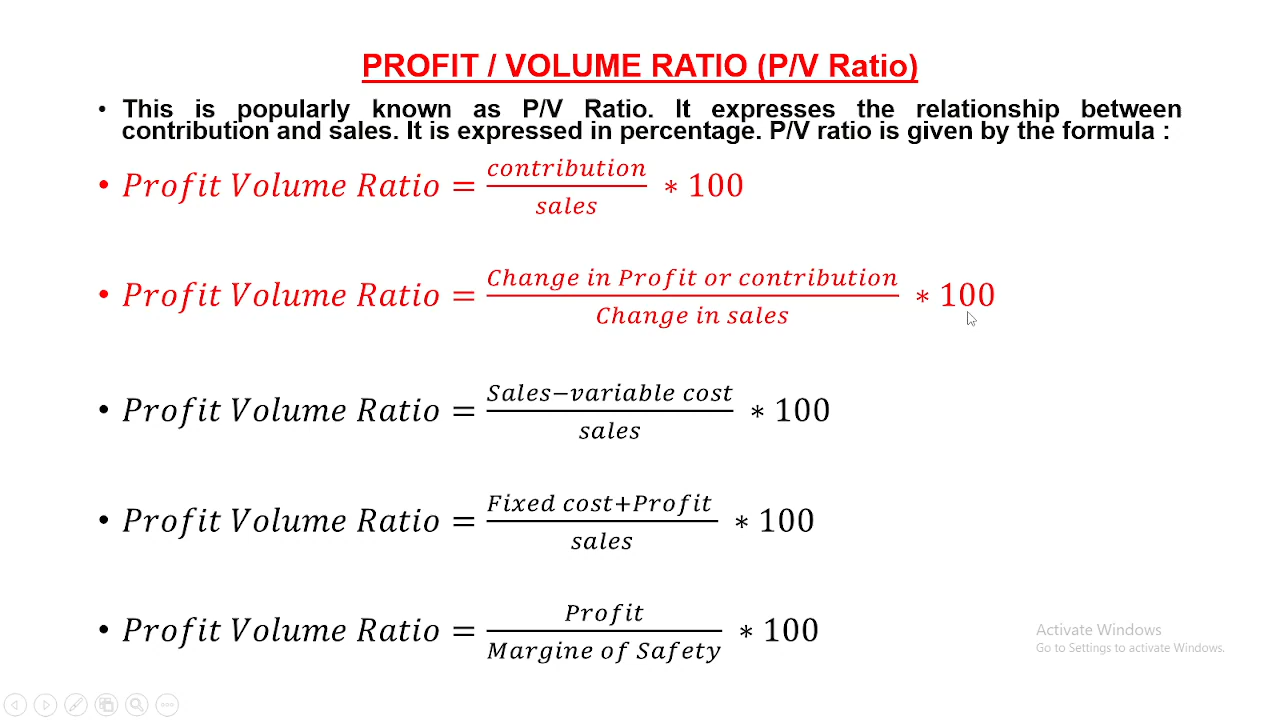 PROFIT / VOLUME RATIO (P/V Ratio)
• This is popularly known as P/V Ratio. It expresses the relationship between
contribution and sales. It is expressed in percentage. P/V ratio is given by the formula :
• Profit Volume Ratio = contribution / sales * 100
• Profit Volume Ratio = Change in Profit or contribution / Change in sales * 100
• Profit Volume Ratio = Sales−variable cost / sales * 100
• Profit Volume Ratio = Fixed cost+Profit / sales * 100
• Profit Volume Ratio = Profit / Margine of Safety * 100
Activate Windows
Go to Settings to activate Windows.